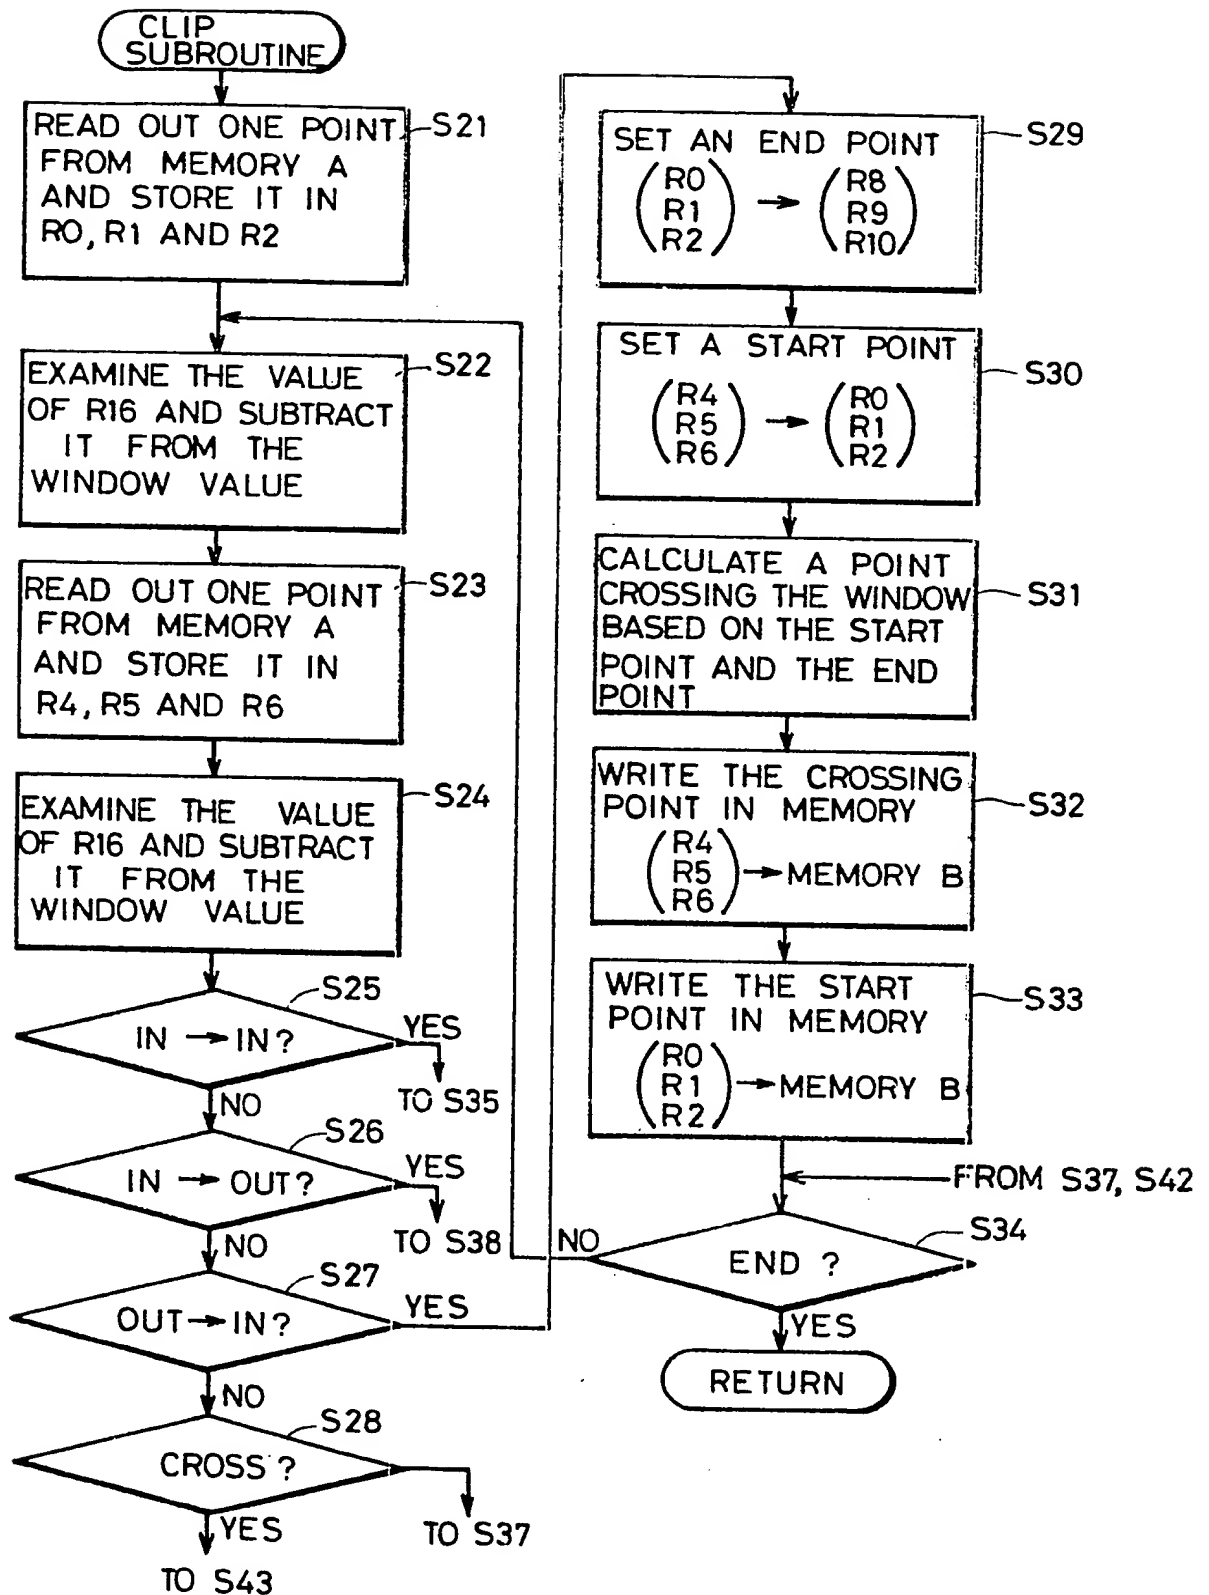 CLIP
SUBROUTINE
READ OUT ONE POINT
FROM MEMORY A
AND STORE IT IN
R0, R1 AND R2
S21
EXAMINE THE VALUE
OF R16 AND SUBTRACT
IT FROM THE
WINDOW VALUE
S22
READ OUT ONE POINT
FROM MEMORY A
AND STORE IT IN
R4, R5 AND R6
S23
EXAMINE THE VALUE
OF R16 AND SUBTRACT
IT FROM THE
WINDOW VALUE
S24
S25
IN → IN?
YES
TO S35
NO
S26
IN → OUT?
YES
TO S38
NO
S27
OUT → IN?
YES
NO
S28
CROSS?
TO S37
YES
TO S43
SET AN END POINT
R0 R8
R1 → R9
R2 R10
S29
SET A START POINT
R4 R0
R5 → R1
R6 R2
S30
CALCULATE A POINT
CROSSING THE WINDOW
BASED ON THE START
POINT AND THE END
POINT
S31
WRITE THE CROSSING
POINT IN MEMORY
R4
R5 → MEMORY B
R6
S32
WRITE THE START
POINT IN MEMORY
R0
R1 → MEMORY B
R2
S33
FROM S37, S42
S34
END ?
NO
YES
RETURN